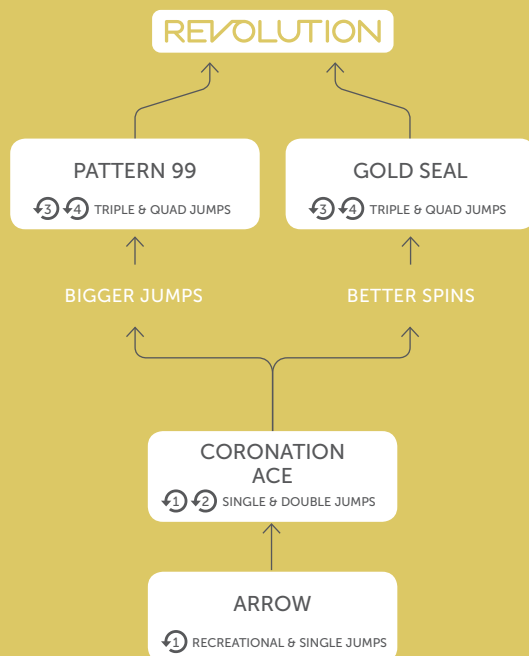 REVOLUTION
PATTERN 99
3 4 TRIPLE & QUAD JUMPS
GOLD SEAL
3 4 TRIPLE & QUAD JUMPS
BIGGER JUMPS
BETTER SPINS
CORONATION
ACE
1 2 SINGLE & DOUBLE JUMPS
ARROW
1 RECREATIONAL & SINGLE JUMPS